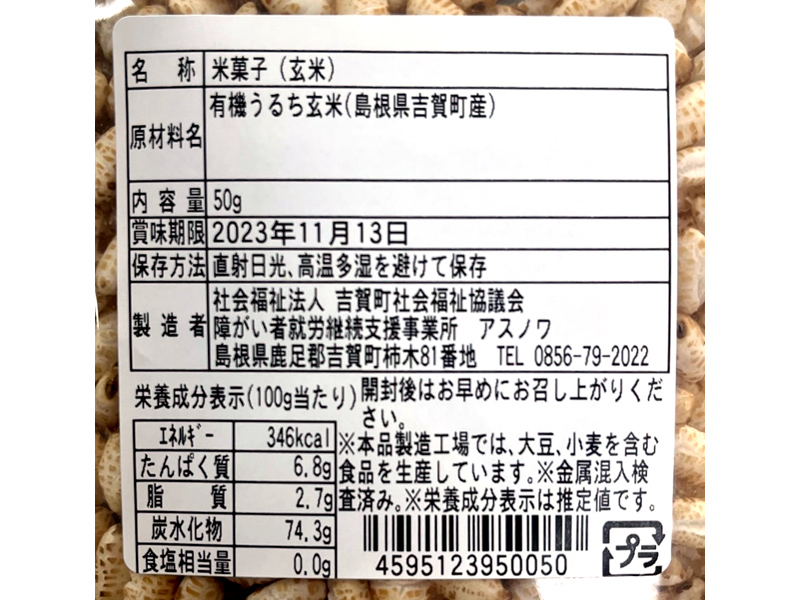 名称 米菓子（玄米）
原材料名 有機うるち玄米(島根県吉賀町産)
内容量 50g
賞味期限 2023年11月13日
保存方法 直射日光、高温多湿を避けて保存
製造者 社会福祉法人 吉賀町社会福祉協議会
障がい者就労継続支援事業所 アスノワ
島根県鹿足郡吉賀町柿木81番地 TEL 0856-79-2022
栄養成分表示(100g当たり)
エネルギー 346kcal
たんぱく質 6.8g
脂質 2.7g
炭水化物 74.3g
食塩相当量 0.0g
開封後はお早めにお召し上がりくだ
さい。
※本品製造工場では、大豆、小麦を含む
食品を生産しています。※金属混入検
査済み。※栄養成分表示は推定値です。
4595123950050
プラ